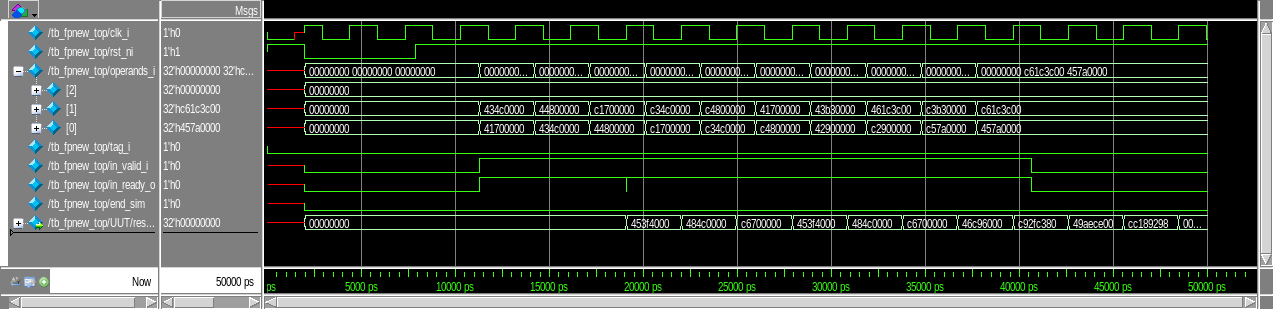 Msgs
/tb_fpnew_top/clk_i 1'h0
/tb_fpnew_top/rst_ni 1'h1
/tb_fpnew_top/operands_i 32'h00000000 32'hc... 00000000 00000000 00000000 0000000... 0000000... 0000000... 0000000... 0000000... 0000000... 0000000... 0000000... 0000000... 00000000 c61c3c00 457a0000
[2] 32'h00000000 00000000
[1] 32'hc61c3c00 00000000 434c0000 44800000 c1700000 c34c0000 c4800000 41700000 43b30000 461c3c00 c3b30000 c61c3c00
[0] 32'h457a0000 00000000 41700000 434c0000 44800000 c1700000 c34c0000 c4800000 42900000 c2900000 c57a0000 457a0000
/tb_fpnew_top/tag_i 1'h0
/tb_fpnew_top/in_valid_i 1'h0
/tb_fpnew_top/in_ready_o 1'h0
/tb_fpnew_top/end_sim 1'h0
/tb_fpnew_top/UUT/res... 32'h00000000 00000000 453f4000 484c0000 c6700000 453f4000 484c0000 c6700000 46c96000 c92fc380 49aece00 cc189298 00...
Now 50000 ps ps 5000 ps 10000 ps 15000 ps 20000 ps 25000 ps 30000 ps 35000 ps 40000 ps 45000 ps 50000 ps